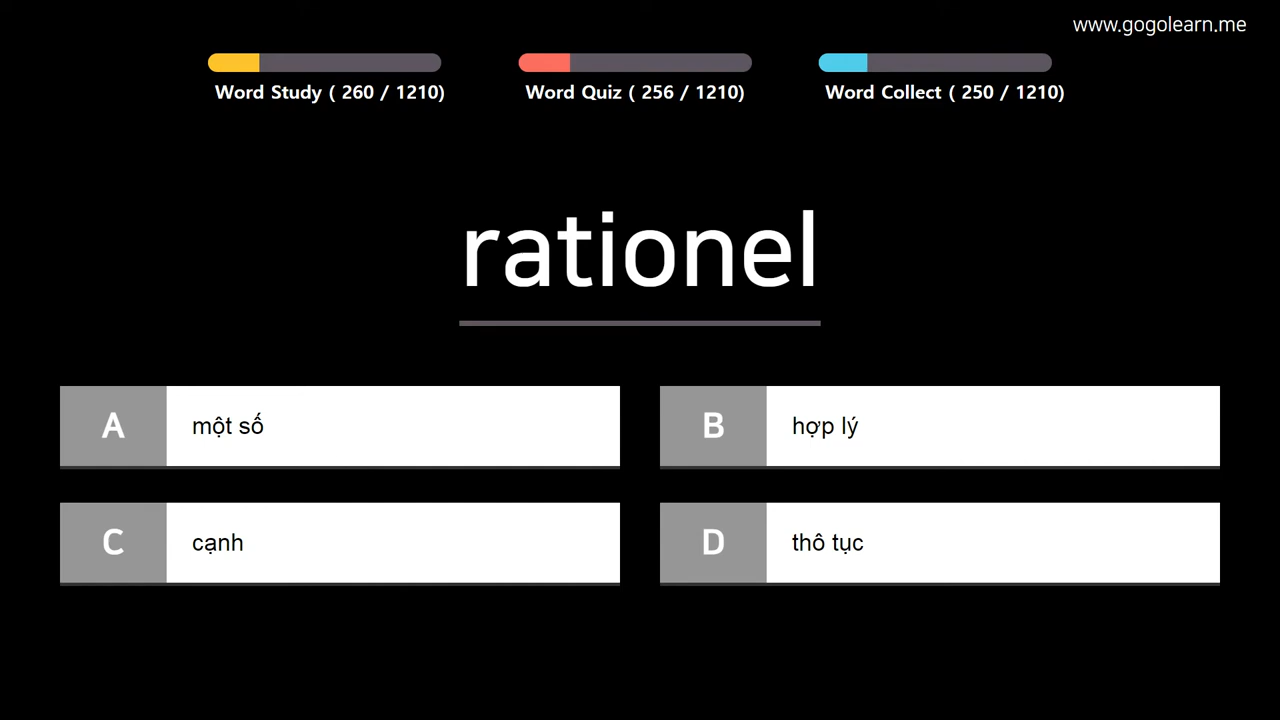 www.gogolearn.me
Word Study ( 260 / 1210)
Word Quiz ( 256 / 1210)
Word Collect ( 250 / 1210)
rationel
A một số
B hợp lý
C cạnh
D thô tục